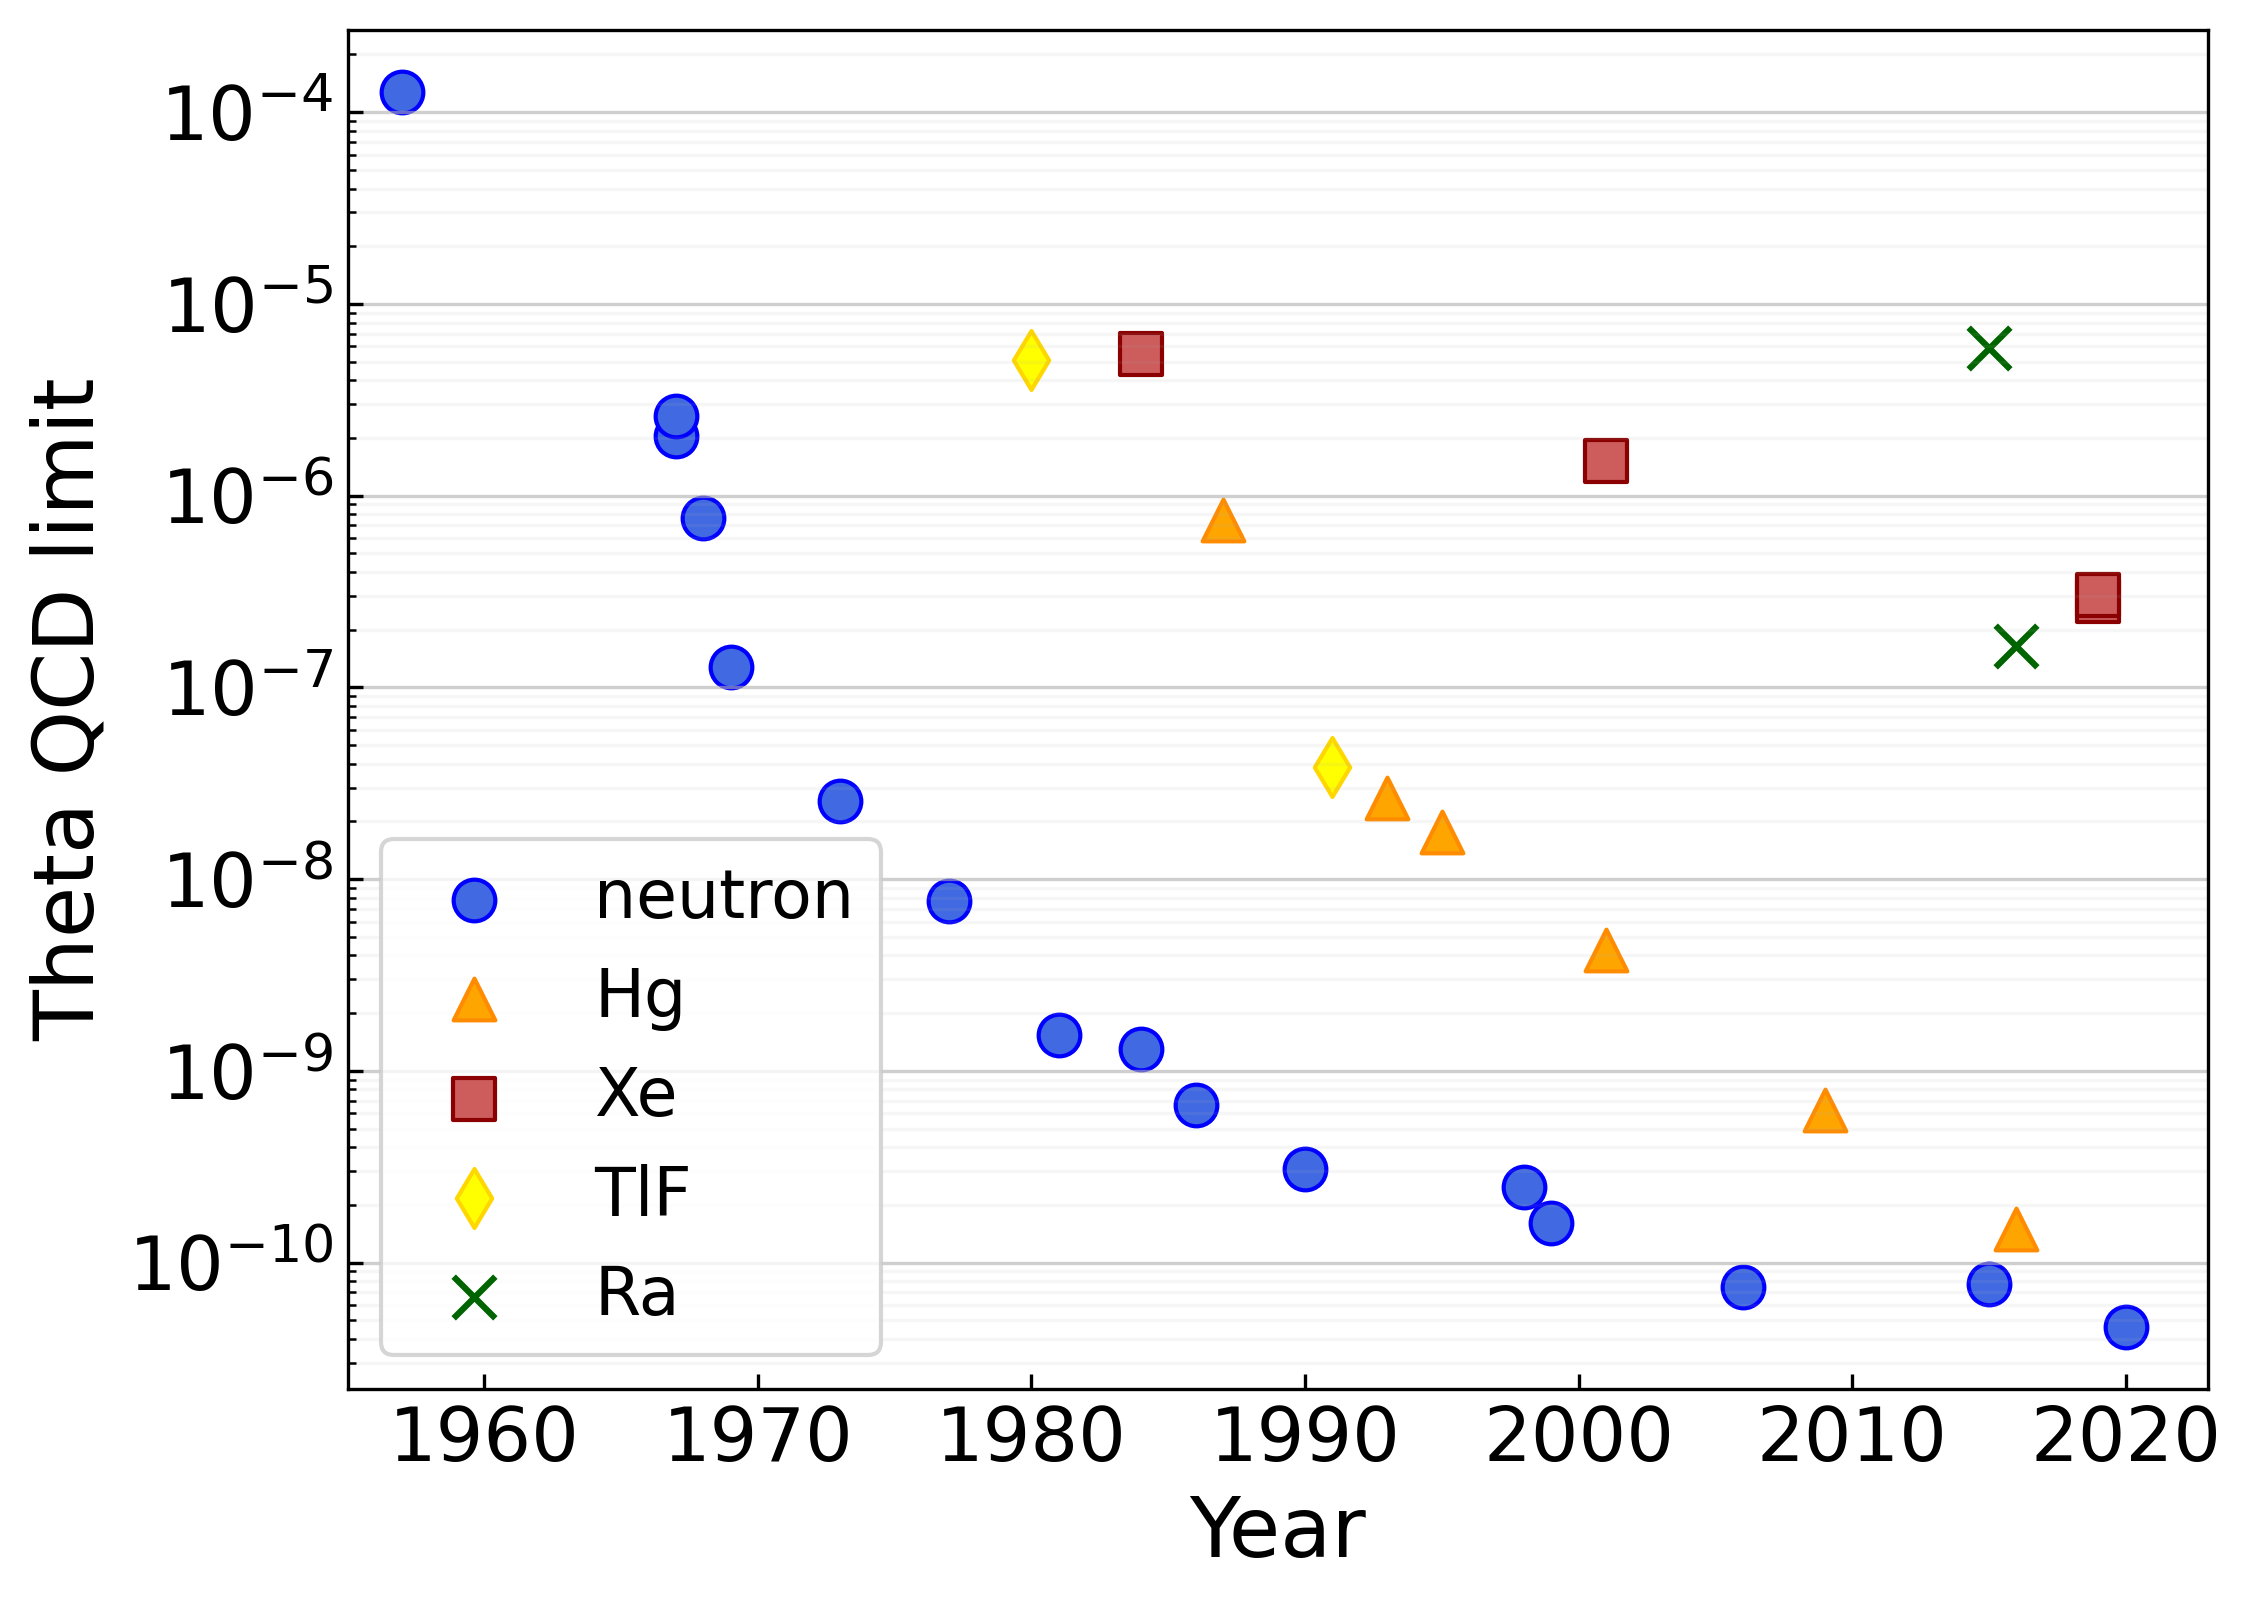 Theta QCD limit
10⁻⁴
10⁻⁵
10⁻⁶
10⁻⁷
10⁻⁸
10⁻⁹
10⁻¹⁰
neutron
Hg
Xe
TlF
Ra
1960 1970 1980 1990 2000 2010 2020
Year